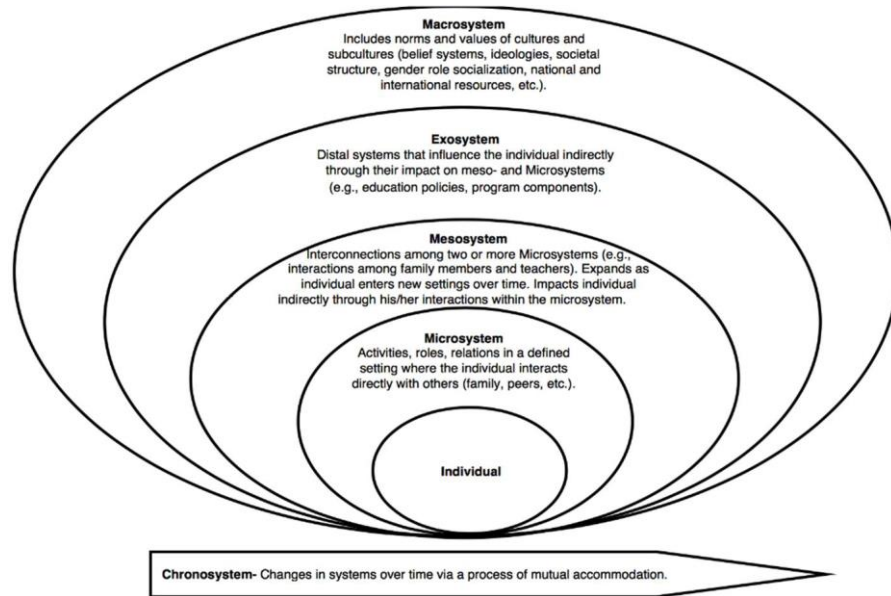 Macrosystem
Includes norms and values of cultures and
subcultures (belief systems, ideologies, societal
structure, gender role socialization, national and
international resources, etc.).
Exosystem
Distal systems that influence the individual indirectly
through their impact on meso- and Microsystems
(e.g., education policies, program components).
Mesosystem
Interconnections among two or more Microsystems (e.g.,
interactions among family members and teachers). Expands as
individual enters new settings over time. Impacts individual
indirectly through his/her interactions within the microsystem.
Microsystem
Activities, roles, relations in a defined
setting where the individual interacts
directly with others (family, peers, etc.).
Individual
Chronosystem- Changes in systems over time via a process of mutual accommodation.